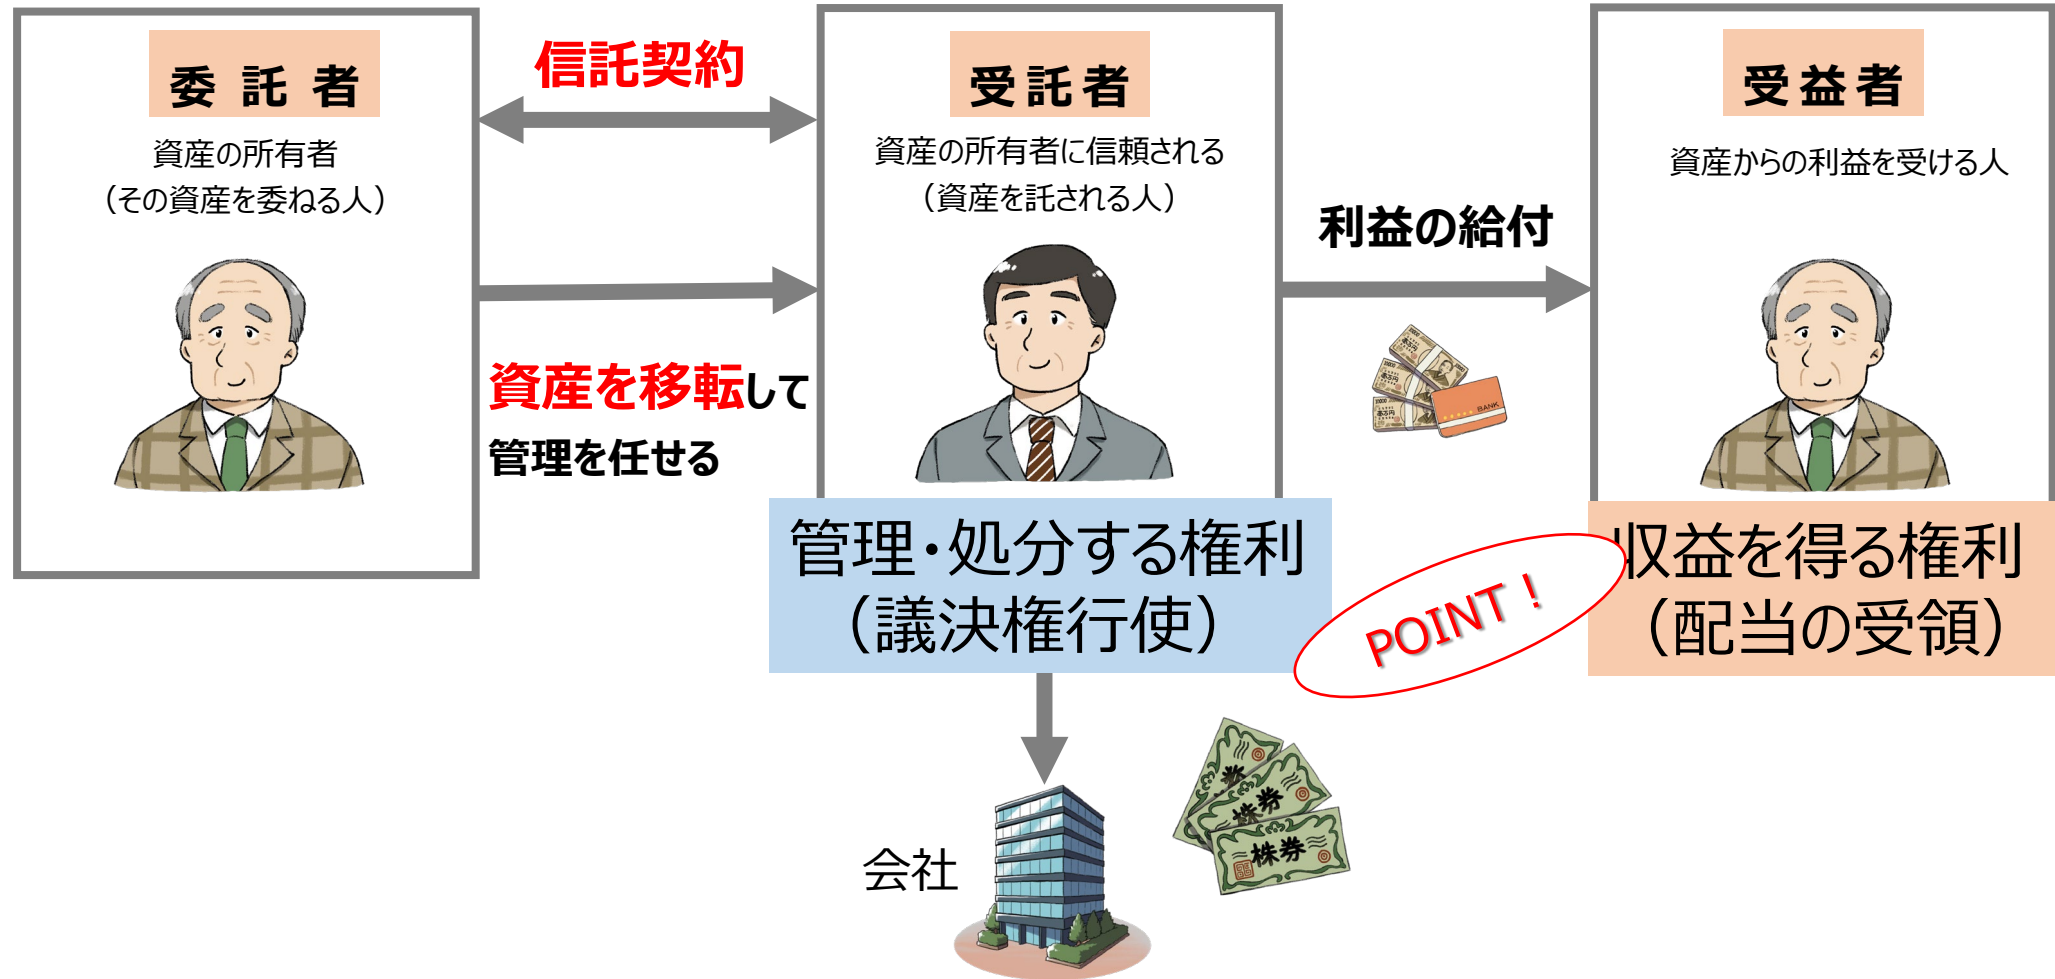 委託者
資産の所有者
（その資産を委ねる人）
信託契約
資産を移転して
管理を任せる
受託者
資産の所有者に信頼される
（資産を託される人）
利益の給付
BANK
受益者
資産からの利益を受ける人
管理・処分する権利
（議決権行使）
POINT！
収益を得る権利
（配当の受領）
会社
株券
株券